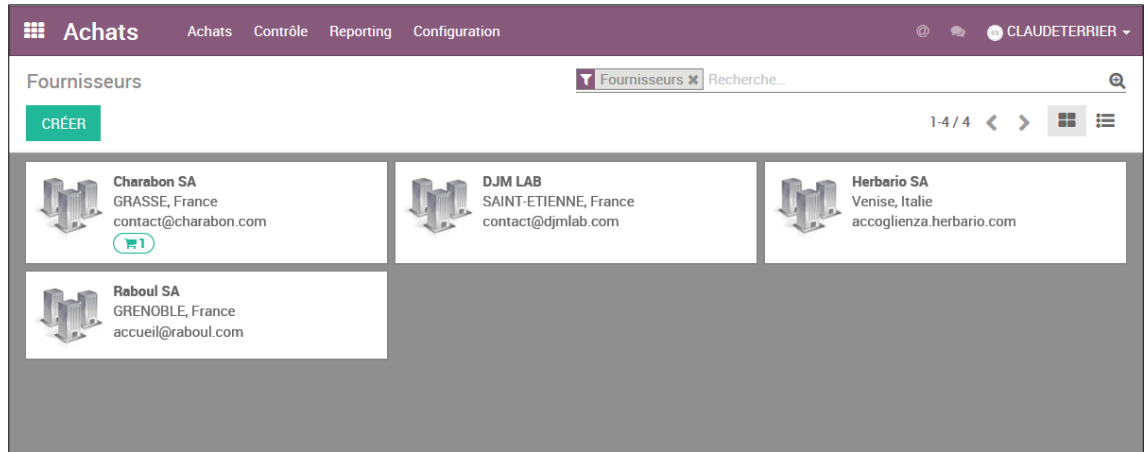 Achats Achats Contrôle Reporting Configuration @ CLAUDETERRIER
Fournisseurs Fournisseurs Recherche...
CRÉER 1-4 / 4
Charabon SA
GRASSE, France
contact@charabon.com
1
DJM LAB
SAINT-ETIENNE, France
contact@djmlab.com
Herbario SA
Venise, Italie
accoglienza.herbario.com
Raboul SA
GRENOBLE, France
accueil@raboul.com